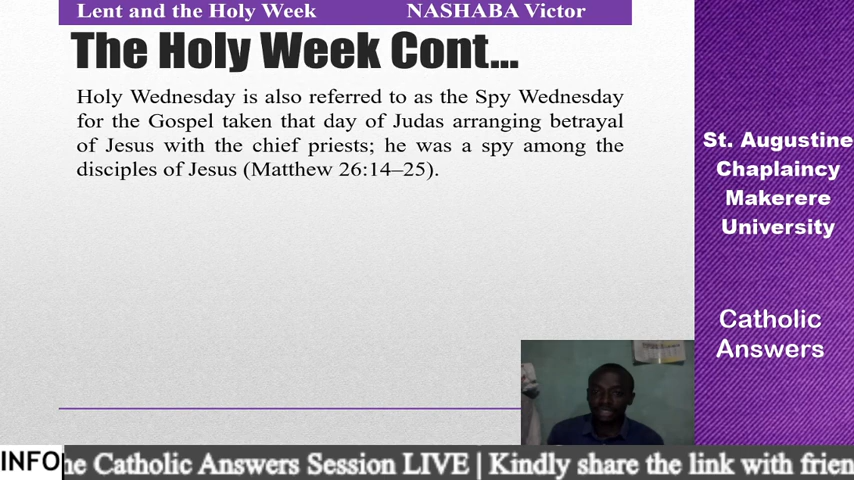 Lent and the Holy Week NASHABA Victor
The Holy Week Cont...
Holy Wednesday is also referred to as the Spy Wednesday
for the Gospel taken that day of Judas arranging betrayal
of Jesus with the chief priests; he was a spy among the
disciples of Jesus (Matthew 26:14–25).
St. Augustine
Chaplaincy
Makerere
University
Catholic
Answers
INFO he Catholic Answers Session LIVE | Kindly share the link with frien